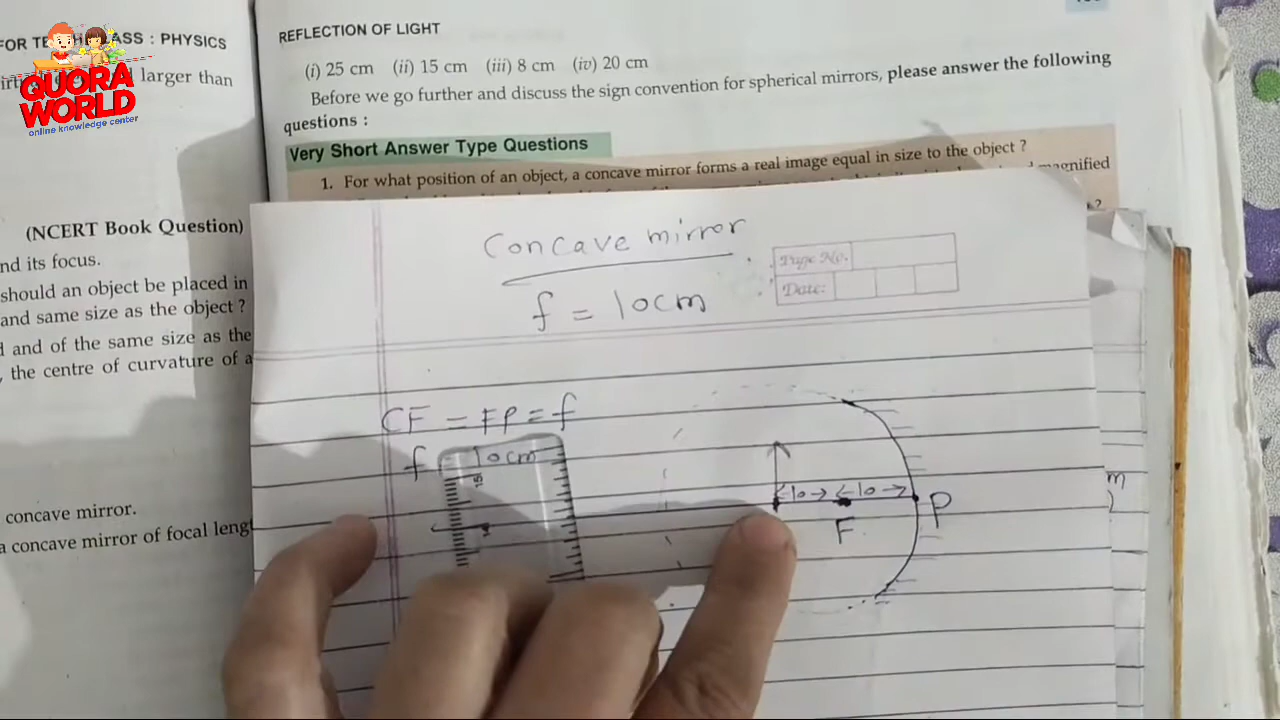 FOR TENTH CLASS : PHYSICS
larger than
QUORA
WORLD
online knowledge center
(NCERT Book Question)
nd its focus.
should an object be placed in
and same size as the object ?
and of the same size as the
, the centre of curvature of a
concave mirror.
a concave mirror of focal leng
REFLECTION OF LIGHT
(i) 25 cm (ii) 15 cm (iii) 8 cm (iv) 20 cm
Before we go further and discuss the sign convention for spherical mirrors, please answer the following
questions :
Very Short Answer Type Questions
1. For what position of an object, a concave mirror forms a real image equal in size to the object ?
magnified
Concave mirror
Page No.
Date:
f = 10cm
CF = FP = f
f = 10cm
10 10
P
F
m